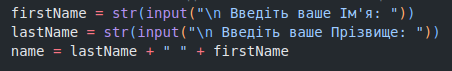 firstName = str(input("\n Введіть ваше Ім'я: "))
lastName = str(input("\n Введіть ваше Прізвище: "))
name = lastName + " " + firstName